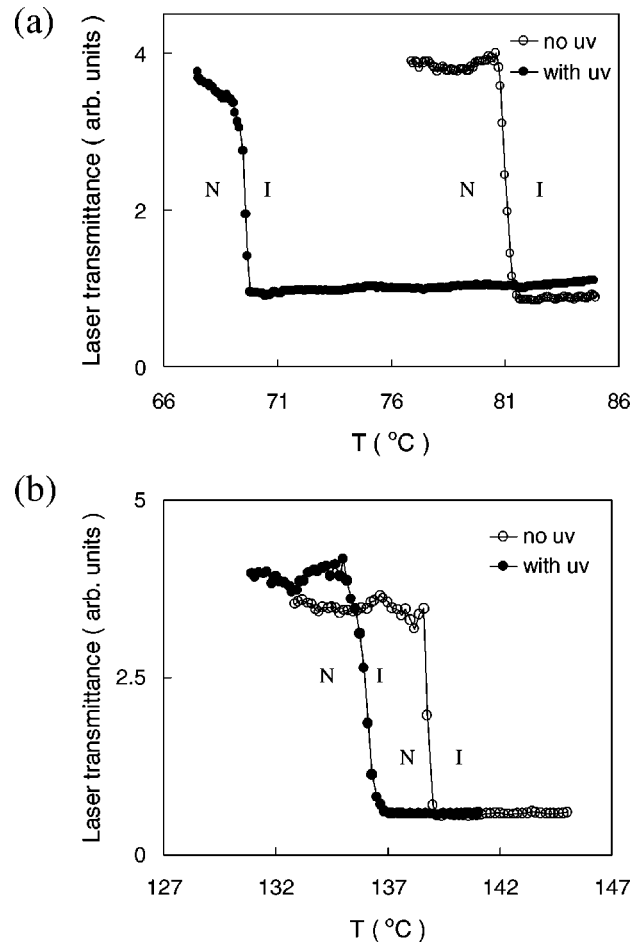 (a)
Laser transmittance ( arb. units )
4
2
0
no uv
with uv
N I
N I
66 71 76 81 86
T ( °C )
(b)
Laser transmittance ( arb. units )
5
2.5
0
no uv
with uv
N I
N I
127 132 137 142 147
T ( °C )